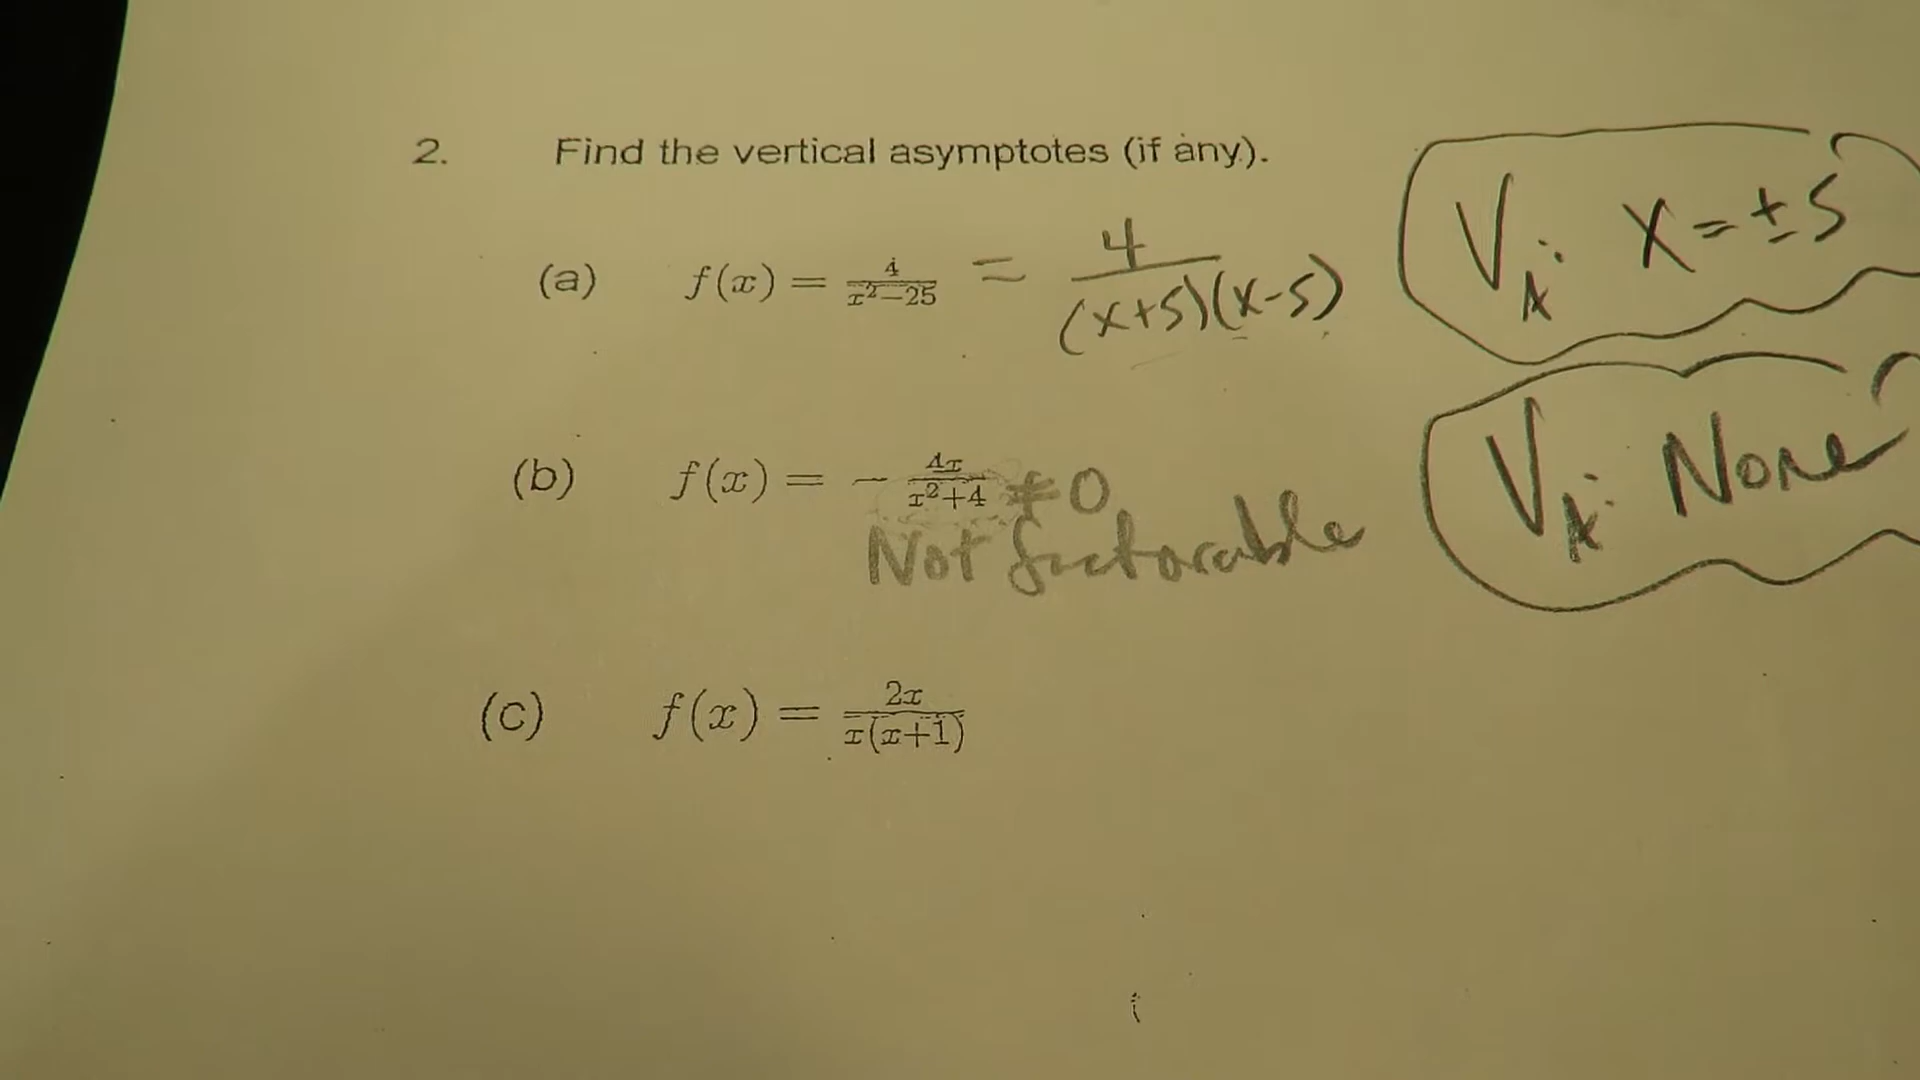 2. Find the vertical asymptotes (if any).
(a) f(x) = 4/(x²−25) = 4/((x+5)(x-5)) VA: x = ±5
(b) f(x) = − 4x/(x²+4) ≠ 0 VA: None
Not factorable
(c) f(x) = 2x/(x(x+1))